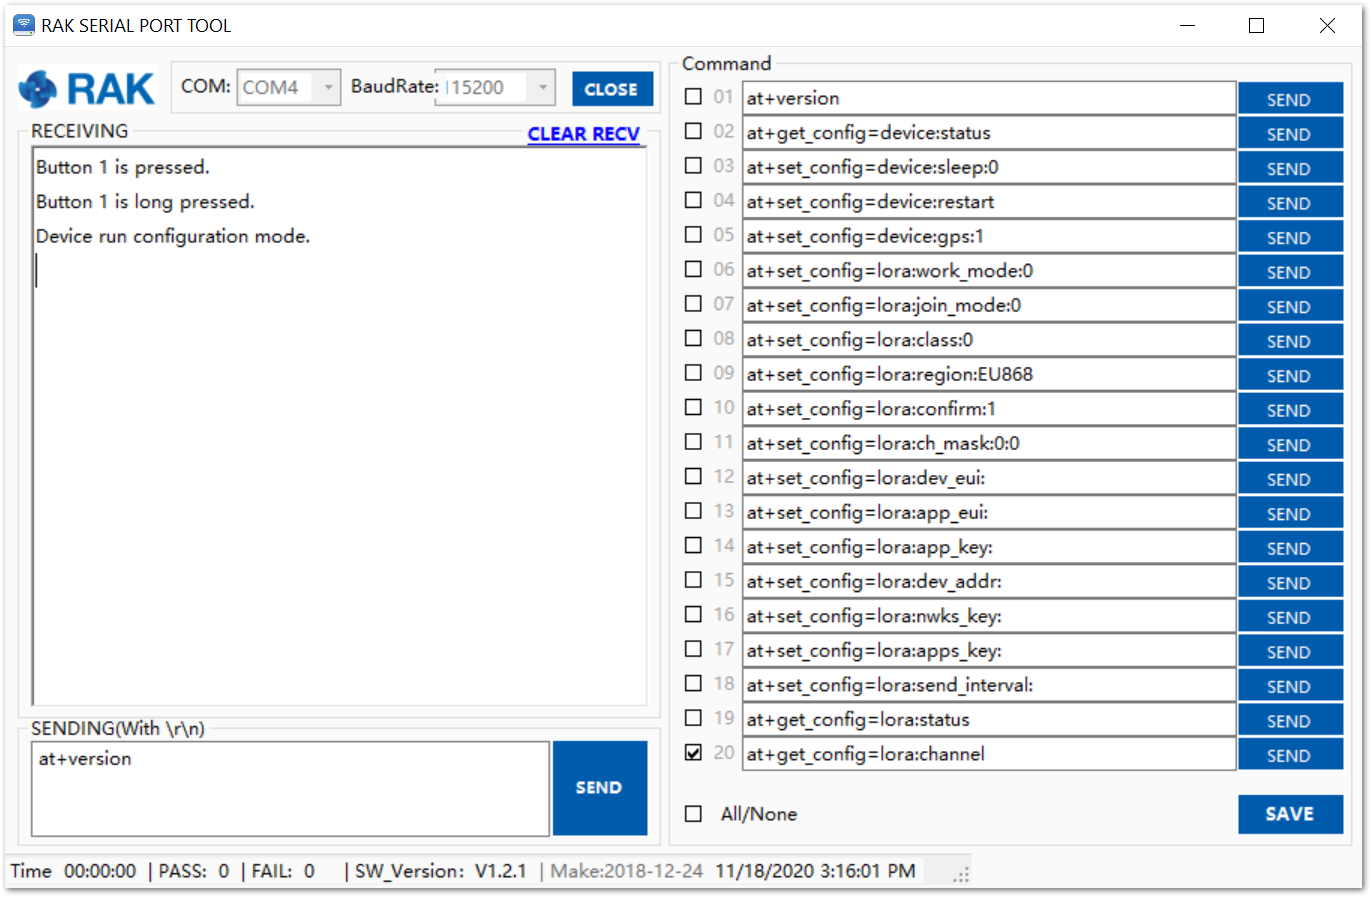 RAK SERIAL PORT TOOL
RAK
COM: COM4 BaudRate: 115200 CLOSE
RECEIVING CLEAR RECV
Button 1 is pressed.
Button 1 is long pressed.
Device run configuration mode.
SENDING(With \r\n)
at+version
SEND
Command
01 at+version SEND
02 at+get_config=device:status SEND
03 at+set_config=device:sleep:0 SEND
04 at+set_config=device:restart SEND
05 at+set_config=device:gps:1 SEND
06 at+set_config=lora:work_mode:0 SEND
07 at+set_config=lora:join_mode:0 SEND
08 at+set_config=lora:class:0 SEND
09 at+set_config=lora:region:EU868 SEND
10 at+set_config=lora:confirm:1 SEND
11 at+set_config=lora:ch_mask:0:0 SEND
12 at+set_config=lora:dev_eui: SEND
13 at+set_config=lora:app_eui: SEND
14 at+set_config=lora:app_key: SEND
15 at+set_config=lora:dev_addr: SEND
16 at+set_config=lora:nwks_key: SEND
17 at+set_config=lora:apps_key: SEND
18 at+set_config=lora:send_interval: SEND
19 at+get_config=lora:status SEND
20 at+get_config=lora:channel SEND
All/None SAVE
Time 00:00:00 | PASS: 0 | FAIL: 0 | SW_Version: V1.2.1 | Make:2018-12-24 11/18/2020 3:16:01 PM